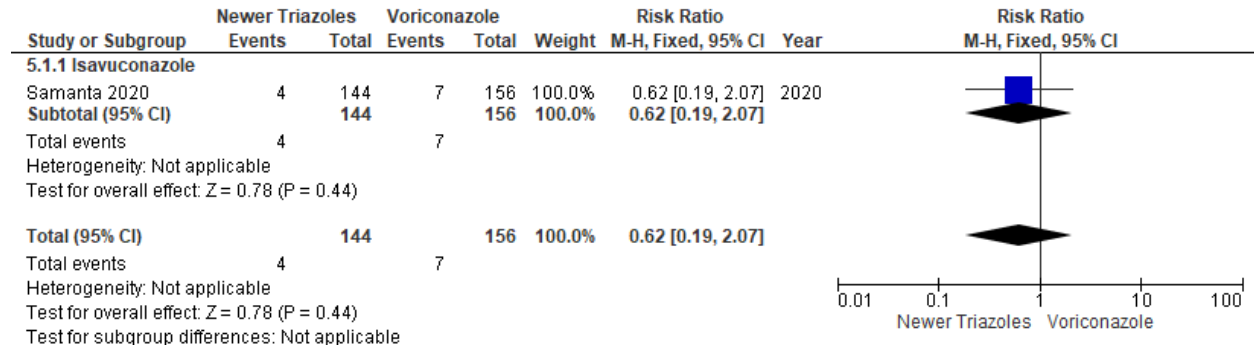 Newer Triazoles Voriconazole Risk Ratio Risk Ratio
Study or Subgroup Events Total Events Total Weight M-H, Fixed, 95% CI Year M-H, Fixed, 95% CI
5.1.1 Isavuconazole
Samanta 2020 4 144 7 156 100.0% 0.62 [0.19, 2.07] 2020
Subtotal (95% CI) 144 156 100.0% 0.62 [0.19, 2.07]
Total events 4 7
Heterogeneity: Not applicable
Test for overall effect: Z = 0.78 (P = 0.44)
Total (95% CI) 144 156 100.0% 0.62 [0.19, 2.07]
Total events 4 7
Heterogeneity: Not applicable
Test for overall effect: Z = 0.78 (P = 0.44)
Test for subgroup differences: Not applicable
0.01 0.1 1 10 100
Newer Triazoles Voriconazole